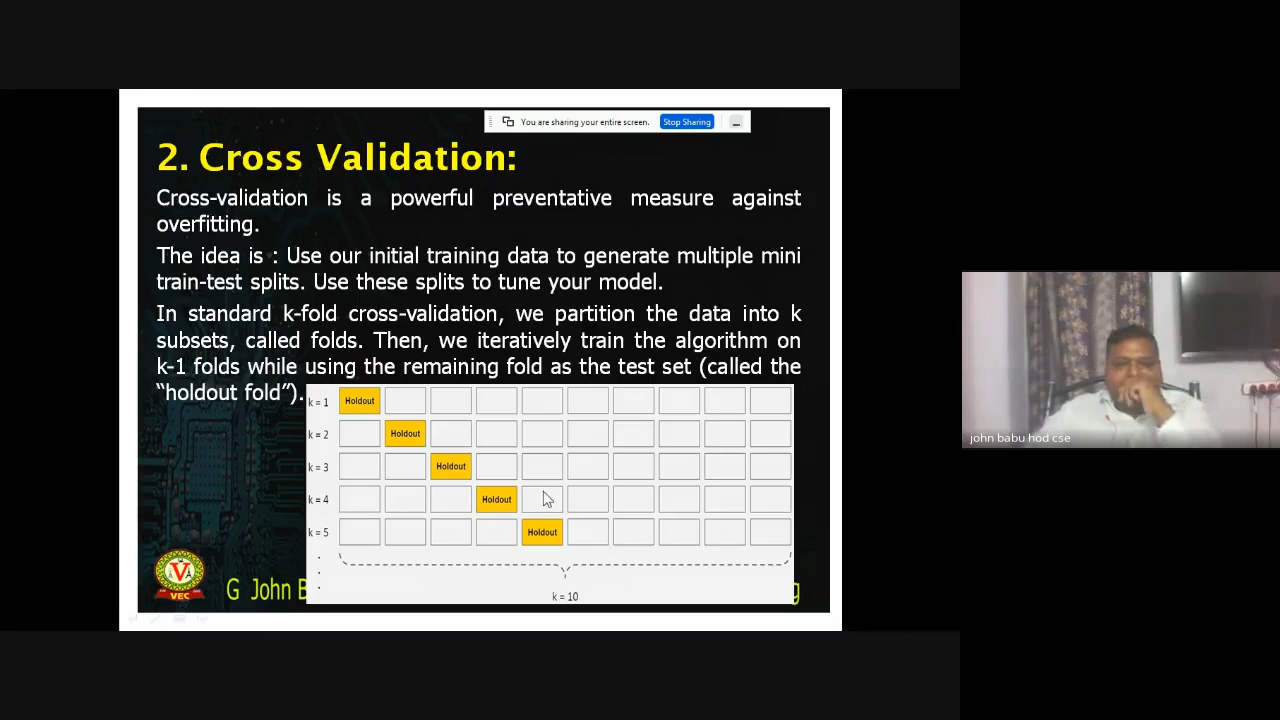 You are sharing your entire screen. Stop Sharing
2. Cross Validation:
Cross-validation is a powerful preventative measure against
overfitting.
The idea is : Use our initial training data to generate multiple mini
train-test splits. Use these splits to tune your model.
In standard k-fold cross-validation, we partition the data into k
subsets, called folds. Then, we iteratively train the algorithm on
k-1 folds while using the remaining fold as the test set (called the
“holdout fold”).
k = 1 Holdout
k = 2 Holdout
k = 3 Holdout
k = 4 Holdout
k = 5 Holdout
k = 10
VEC
G John B
g
john babu hod cse